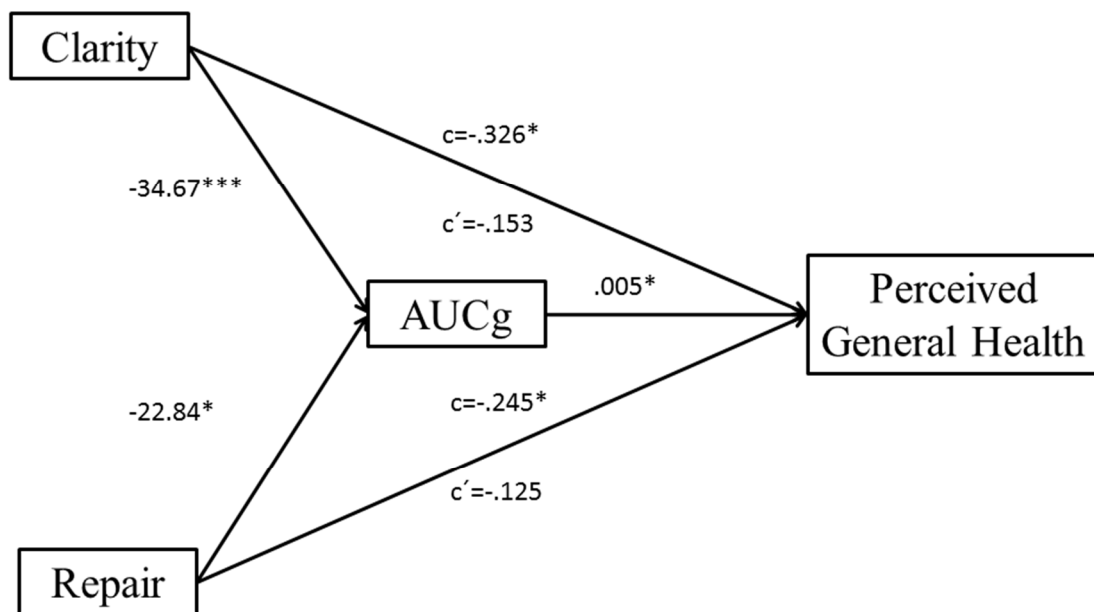 Clarity
c=-.326*
-34.67***
c´=-.153
.005*
AUCg
Perceived
General Health
-22.84*
c=-.245*
c´=-.125
Repair